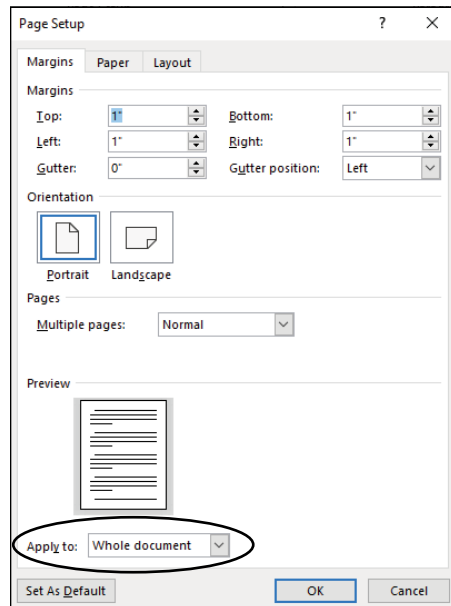 Page Setup ? ×
Margins Paper Layout
Margins
Top: 1" Bottom: 1"
Left: 1" Right: 1"
Gutter: 0" Gutter position: Left
Orientation
Portrait Landscape
Pages
Multiple pages: Normal
Preview
Apply to: Whole document
Set As Default OK Cancel